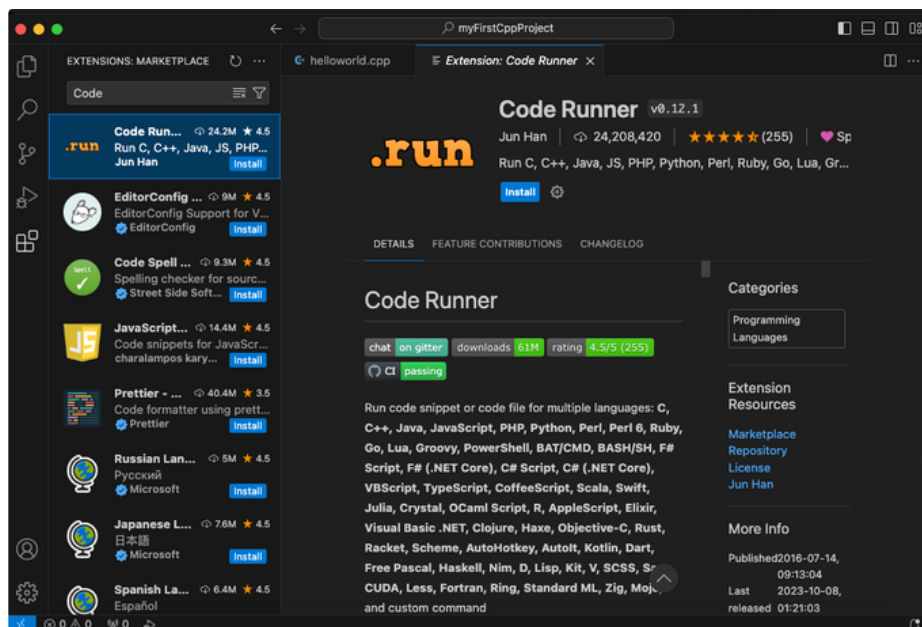 myFirstCppProject
EXTENSIONS: MARKETPLACE
helloworld.cpp
Extension: Code Runner
Code
.run
Code Run... 24.2M ★ 4.5
Run C, C++, Java, JS, PHP...
Jun Han
Install
EditorConfig ... 9M ★ 4.5
EditorConfig Support for V...
EditorConfig
Install
Spell
Code Spell ... 9.3M ★ 4.5
Spelling checker for sourc...
Street Side Soft...
Install
JS
JavaScript... 14.4M ★ 4.5
Code snippets for JavaScr...
charalampos kary...
Install
Prettier - ... 40.4M ★ 3.5
Code formatter using prett...
Prettier
Install
Russian Lan... 5M ★ 4.5
Русский
Microsoft
Install
Japanese L... 7.6M ★ 4.5
日本語
Microsoft
Install
Spanish La... 6.4M ★ 4.5
Español
0 0 0
.run
Code Runner v0.12.1
Jun Han | 24,208,420 | ★★★★★ (255) | Sp
Run C, C++, Java, JS, PHP, Python, Perl, Ruby, Go, Lua, Gr...
Install
DETAILS FEATURE CONTRIBUTIONS CHANGELOG
Code Runner
chat on gitter downloads 61M rating 4.5/5 (255)
CI passing
Run code snippet or code file for multiple languages: C,
C++, Java, JavaScript, PHP, Python, Perl, Perl 6, Ruby,
Go, Lua, Groovy, PowerShell, BAT/CMD, BASH/SH, F#
Script, F# (.NET Core), C# Script, C# (.NET Core),
VBScript, TypeScript, CoffeeScript, Scala, Swift,
Julia, Crystal, OCaml Script, R, AppleScript, Elixir,
Visual Basic .NET, Clojure, Haxe, Objective-C, Rust,
Racket, Scheme, AutoHotkey, AutoIt, Kotlin, Dart,
Free Pascal, Haskell, Nim, D, Lisp, Kit, V, SCSS,
CUDA, Less, Fortran, Ring, Standard ML, Zig, Mojo,
and custom command
Categories
Programming
Languages
Extension
Resources
Marketplace
Repository
License
Jun Han
More Info
Published 2016-07-14,
09:13:04
Last 2023-10-08,
released 01:21:03